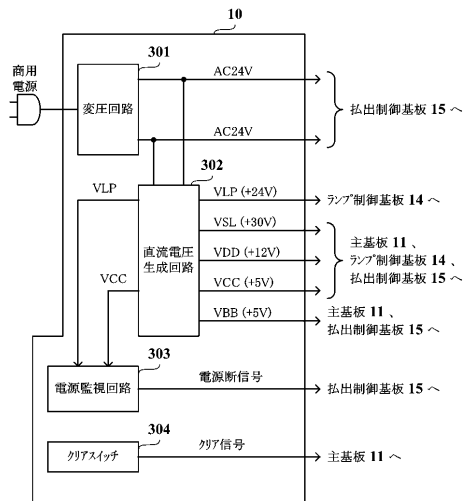 10
商用
電源
301
変圧回路
AC24V
AC24V
払出制御基板 15 へ
302
直流電圧
生成回路
VLP
VCC
VLP (+24V)
ランプ制御基板 14 へ
VSL (+30V)
VDD (+12V)
VCC (+5V)
主基板 11 、
ランプ制御基板 14 、
払出制御基板 15 へ
VBB (+5V)
主基板 11 、
払出制御基板 15 へ
303
電源監視回路
電源断信号
払出制御基板 15 へ
304
クリアスイッチ
クリア信号
主基板 11 へ